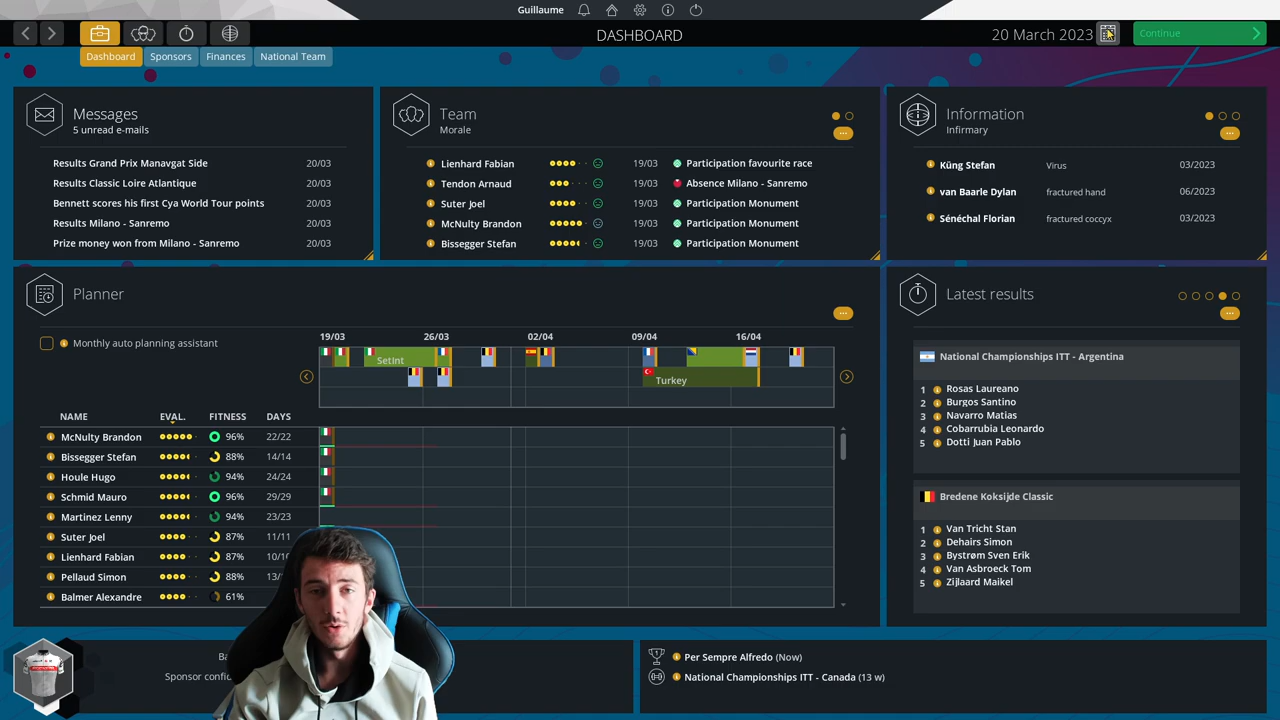 Guillaume
DASHBOARD
20 March 2023
Continue
Dashboard
Sponsors
Finances
National Team
Messages
5 unread e-mails
Results Grand Prix Manavgat Side 20/03
Results Classic Loire Atlantique 20/03
Bennett scores his first Cya World Tour points 20/03
Results Milano - Sanremo 20/03
Prize money won from Milano - Sanremo 20/03
Team
Morale
Lienhard Fabian 19/03 Participation favourite race
Tendon Arnaud 19/03 Absence Milano - Sanremo
Suter Joel 19/03 Participation Monument
McNulty Brandon 19/03 Participation Monument
Bissegger Stefan 19/03 Participation Monument
Information
Infirmary
Küng Stefan Virus 03/2023
van Baarle Dylan fractured hand 06/2023
Sénéchal Florian fractured coccyx 03/2023
Planner
Monthly auto planning assistant
19/03 26/03 02/04 09/04 16/04
SetInt
Turkey
NAME EVAL. FITNESS DAYS
McNulty Brandon 96% 22/22
Bissegger Stefan 88% 14/14
Houle Hugo 94% 24/24
Schmid Mauro 96% 29/29
Martinez Lenny 94% 23/23
Suter Joel 87% 11/11
Lienhard Fabian 87%
Pellaud Simon 88%
Balmer Alexandre 61%
Latest results
National Championships ITT - Argentina
1 Rosas Laureano
2 Burgos Santino
3 Navarro Matias
4 Cobarrubia Leonardo
5 Dotti Juan Pablo
Bredene Koksijde Classic
1 Van Tricht Stan
2 Dehairs Simon
3 Bystrøm Sven Erik
4 Van Asbroeck Tom
5 Zijlaard Maikel
Sponsor
Per Sempre Alfredo (Now)
National Championships ITT - Canada (13 w)